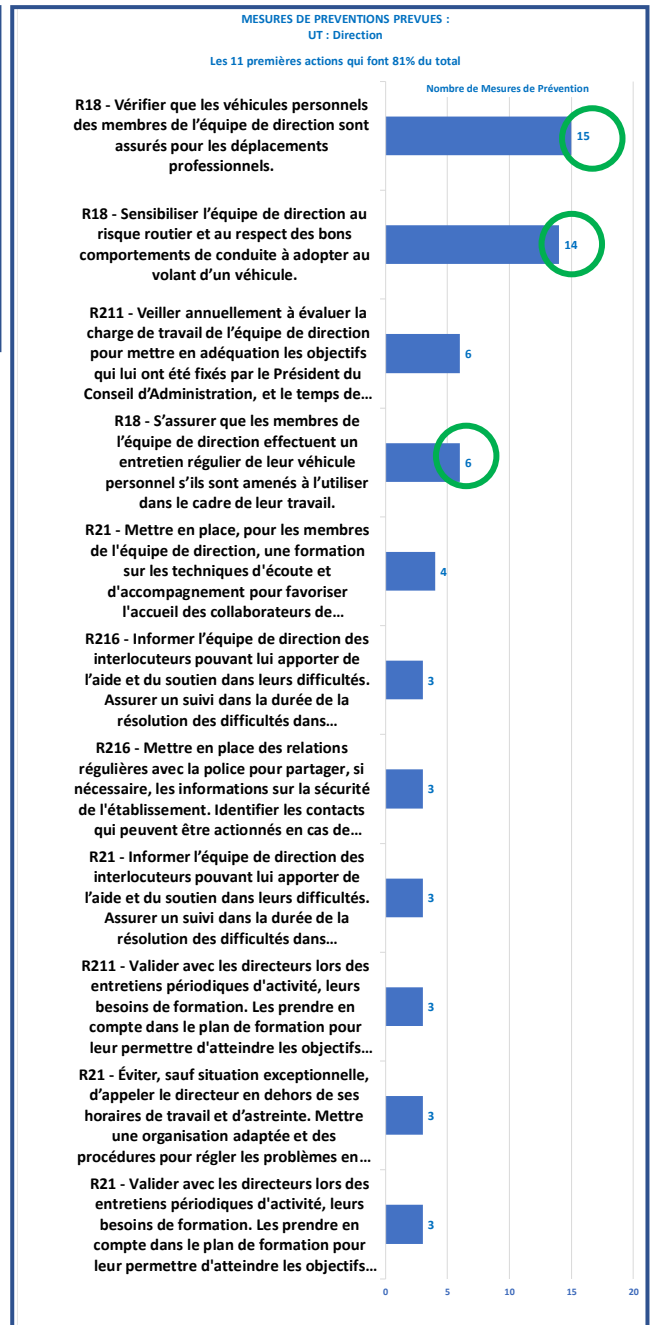 MESURES DE PREVENTIONS PREVUES :
UT : Direction
Les 11 premières actions qui font 81% du total
Nombre de Mesures de Prévention
R18 - Vérifier que les véhicules personnels
des membres de l’équipe de direction sont
assurés pour les déplacements
professionnels.
15
R18 - Sensibiliser l’équipe de direction au
risque routier et au respect des bons
comportements de conduite à adopter au
volant d’un véhicule.
14
R211 - Veiller annuellement à évaluer la
charge de travail de l’équipe de direction
pour mettre en adéquation les objectifs
qui lui ont été fixés par le Président du
Conseil d’Administration, et le temps de…
6
R18 - S’assurer que les membres de
l’équipe de direction effectuent un
entretien régulier de leur véhicule
personnel s’ils sont amenés à l’utiliser
dans le cadre de leur travail.
6
R21 - Mettre en place, pour les membres
de l'équipe de direction, une formation
sur les techniques d'écoute et
d'accompagnement pour favoriser
l'accueil des collaborateurs de…
4
R216 - Informer l’équipe de direction des
interlocuteurs pouvant lui apporter de
l’aide et du soutien dans leurs difficultés.
Assurer un suivi dans la durée de la
résolution des difficultés dans…
3
R216 - Mettre en place des relations
régulières avec la police pour partager, si
nécessaire, les informations sur la sécurité
de l'établissement. Identifier les contacts
qui peuvent être actionnés en cas de…
3
R21 - Informer l’équipe de direction des
interlocuteurs pouvant lui apporter de
l’aide et du soutien dans leurs difficultés.
Assurer un suivi dans la durée de la
résolution des difficultés dans…
3
R211 - Valider avec les directeurs lors des
entretiens périodiques d'activité, leurs
besoins de formation. Les prendre en
compte dans le plan de formation pour
leur permettre d'atteindre les objectifs…
3
R21 - Éviter, sauf situation exceptionnelle,
d’appeler le directeur en dehors de ses
horaires de travail et d’astreinte. Mettre
une organisation adaptée et des
procédures pour régler les problèmes en…
3
R21 - Valider avec les directeurs lors des
entretiens périodiques d'activité, leurs
besoins de formation. Les prendre en
compte dans le plan de formation pour
leur permettre d'atteindre les objectifs…
3
0 5 10 15 20